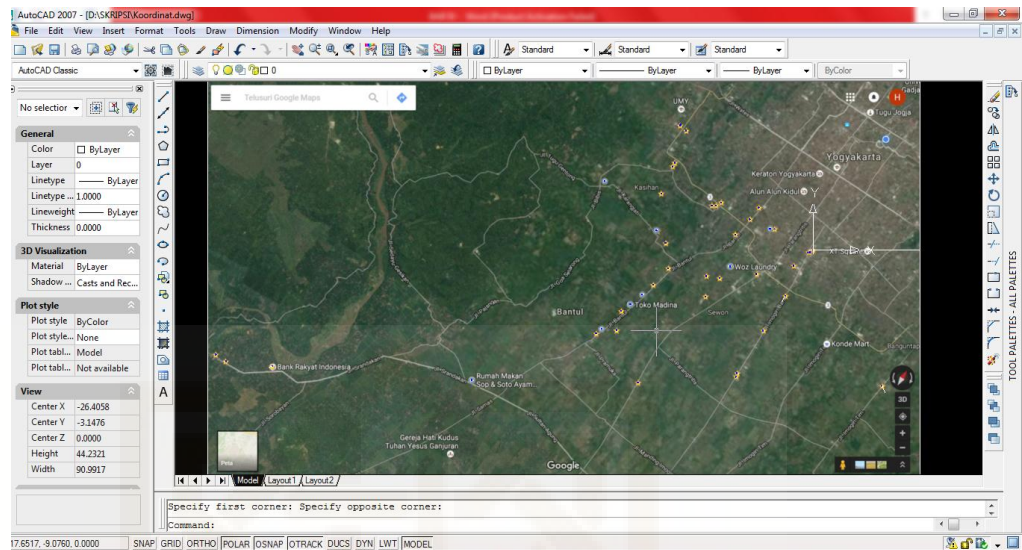 AutoCAD 2007 - [D:\SKRIPSI\Koordinat.dwg]
File Edit View Insert Format Tools Draw Dimension Modify Window Help
Standard Standard Standard
AutoCAD Classic 0 ByLayer ByLayer ByLayer ByColor
No selection
General
Color ByLayer
Layer 0
Linetype ByLayer
Linetype ... 1.0000
Lineweight ByLayer
Thickness 0.0000
3D Visualization
Material ByLayer
Shadow ... Casts and Rec...
Plot style
Plot style ByColor
Plot style... None
Plot tabl... Model
Plot tabl... Not available
View
Center X -26.4058
Center Y -3.1476
Center Z 0.0000
Height 44.2321
Width 90.9917
Telusuri Google Maps
UMY
H
Tugu Jogja
Yogyakarta
Keraton Yogyakarta
Kasihan
Alun Alun Kidul
Y
X
XT Square
Woz Laundry
Toko Madina
Bantul
Sewon
Konde Mart
Banguntap
Bank Rakyat Indonesia
Rumah Makan
Sop & Soto Ayam...
Gereja Hati Kudus
Tuhan Yesus Ganjuran
3D
Peta
Google
TOOL PALETTES - ALL PALETTES
Model Layout1 Layout2
Specify first corner: Specify opposite corner:
Command:
17.6517, -9.0760, 0.0000 SNAP GRID ORTHO POLAR OSNAP OTRACK DUCS DYN LWT MODEL